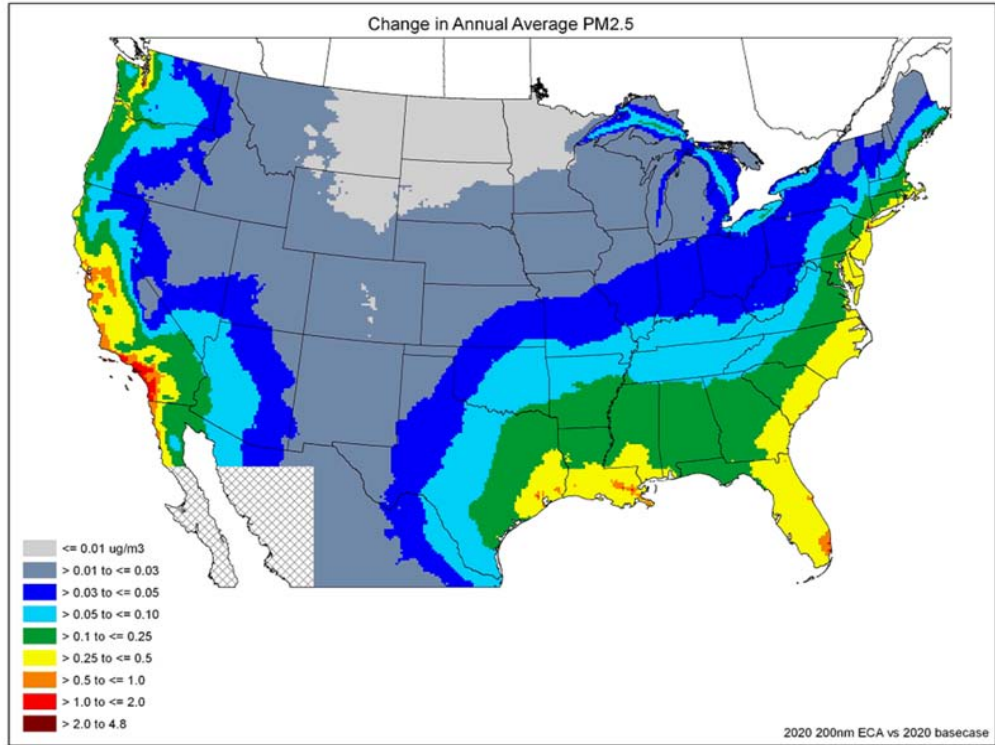 Change in Annual Average PM2.5
<= 0.01 ug/m3
> 0.01 to <= 0.03
> 0.03 to <= 0.05
> 0.05 to <= 0.10
> 0.1 to <= 0.25
> 0.25 to <= 0.5
> 0.5 to <= 1.0
> 1.0 to <= 2.0
> 2.0 to 4.8
2020 200nm ECA vs 2020 basecase